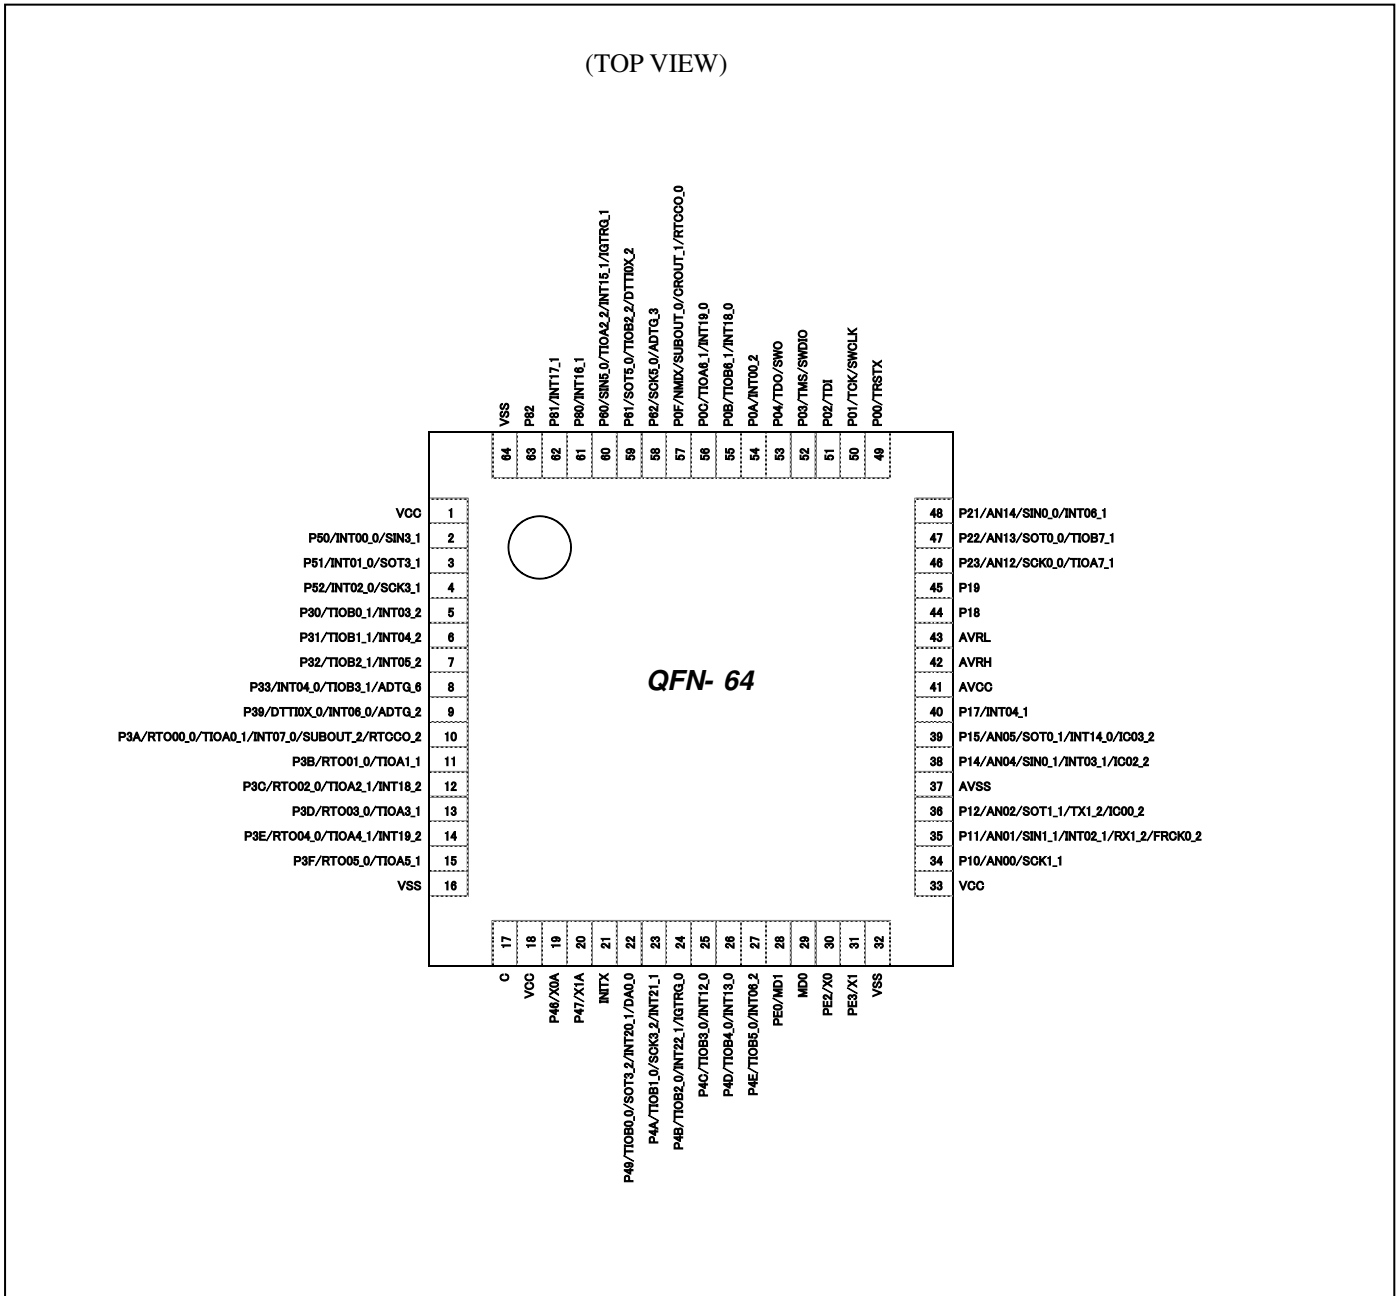 (TOP VIEW)
VSS
P82
P81/INT17_1
P80/INT16_1
P60/SIN5_0/TIOA2_2/INT15_1/IGTRG_1
P61/SOT5_0/TIOB2_2/DTTI0X_2
P62/SCK5_0/ADTG_3
P0F/NMIX/SUBOUT_0/CROUT_1/RTCCO_0
P0C/TIOA6_1/INT19_0
P0B/TIOB6_1/INT18_0
P0A/INT00_2
P04/TDO/SWO
P03/TMS/SWDIO
P02/TDI
P01/TCK/SWCLK
P00/TRSTX
64 63 62 61 60 59 58 57 56 55 54 53 52 51 50 49
VCC 1
P50/INT00_0/SIN3_1 2
P51/INT01_0/SOT3_1 3
P52/INT02_0/SCK3_1 4
P30/TIOB0_1/INT03_2 5
P31/TIOB1_1/INT04_2 6
P32/TIOB2_1/INT05_2 7
P33/INT04_0/TIOB3_1/ADTG_6 8
P39/DTTI0X_0/INT06_0/ADTG_2 9
P3A/RTO00_0/TIOA0_1/INT07_0/SUBOUT_2/RTCCO_2 10
P3B/RTO01_0/TIOA1_1 11
P3C/RTO02_0/TIOA2_1/INT18_2 12
P3D/RTO03_0/TIOA3_1 13
P3E/RTO04_0/TIOA4_1/INT19_2 14
P3F/RTO05_0/TIOA5_1 15
VSS 16
QFN- 64
48 P21/AN14/SIN0_0/INT06_1
47 P22/AN13/SOT0_0/TIOB7_1
46 P23/AN12/SCK0_0/TIOA7_1
45 P19
44 P18
43 AVRL
42 AVRH
41 AVCC
40 P17/INT04_1
39 P15/AN05/SOT0_1/INT14_0/IC03_2
38 P14/AN04/SIN0_1/INT03_1/IC02_2
37 AVSS
36 P12/AN02/SOT1_1/TX1_2/IC00_2
35 P11/AN01/SIN1_1/INT02_1/RX1_2/FRCK0_2
34 P10/AN00/SCK1_1
33 VCC
17 18 19 20 21 22 23 24 25 26 27 28 29 30 31 32
C
VCC
P46/X0A
P47/X1A
INITX
P49/TIOB0_0/SOT3_2/INT20_1/DA0_0
P4A/TIOB1_0/SCK3_2/INT21_1
P4B/TIOB2_0/INT22_1/IGTRG_0
P4C/TIOB3_0/INT12_0
P4D/TIOB4_0/INT13_0
P4E/TIOB5_0/INT06_2
PE0/MD1
MD0
PE2/X0
PE3/X1
VSS